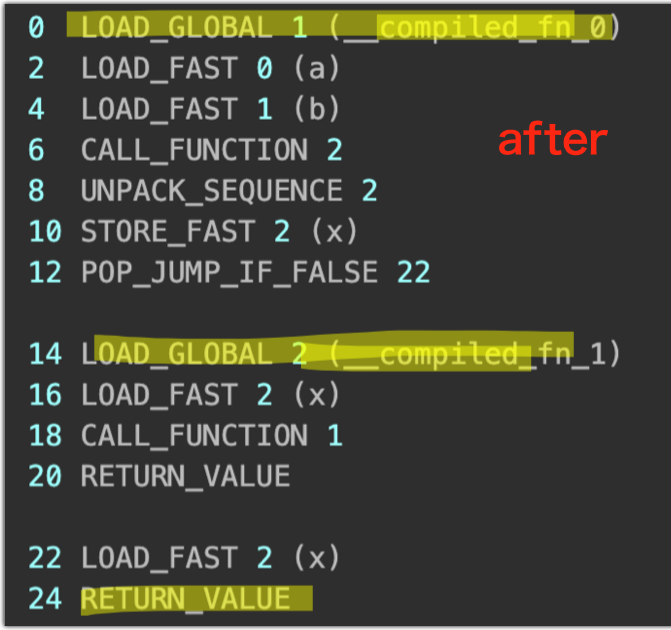 0 LOAD_GLOBAL 1 (__compiled_fn_0)
2 LOAD_FAST 0 (a)
4 LOAD_FAST 1 (b)
after
6 CALL_FUNCTION 2
8 UNPACK_SEQUENCE 2
10 STORE_FAST 2 (x)
12 POP_JUMP_IF_FALSE 22
14 LOAD_GLOBAL 2 (__compiled_fn_1)
16 LOAD_FAST 2 (x)
18 CALL_FUNCTION 1
20 RETURN_VALUE
22 LOAD_FAST 2 (x)
24 RETURN_VALUE